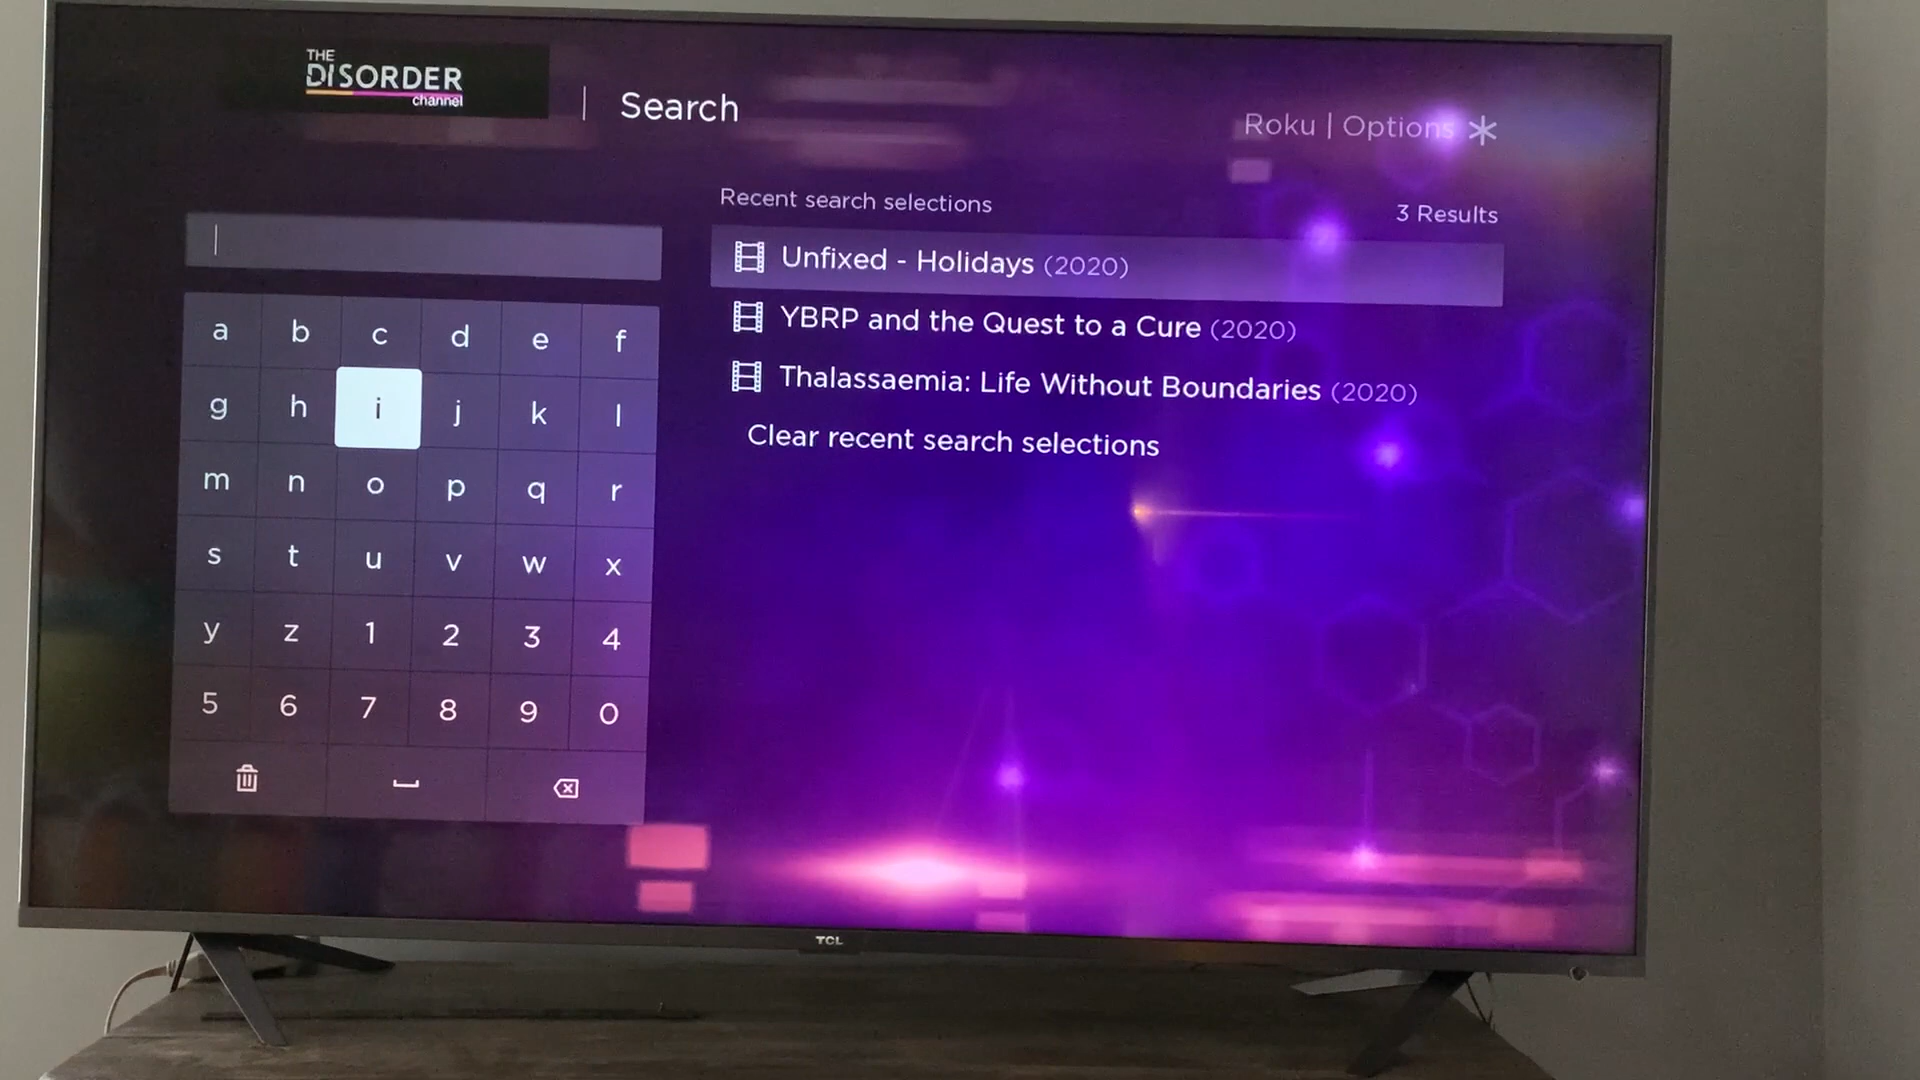 THE
DISORDER
channel
Search
Roku | Options
Recent search selections
3 Results
Unfixed - Holidays (2020)
YBRP and the Quest to a Cure (2020)
Thalassaemia: Life Without Boundaries (2020)
Clear recent search selections
a b c d e f
g h i j k l
m n o p q r
s t u v w x
y z 1 2 3 4
5 6 7 8 9 0
TCL